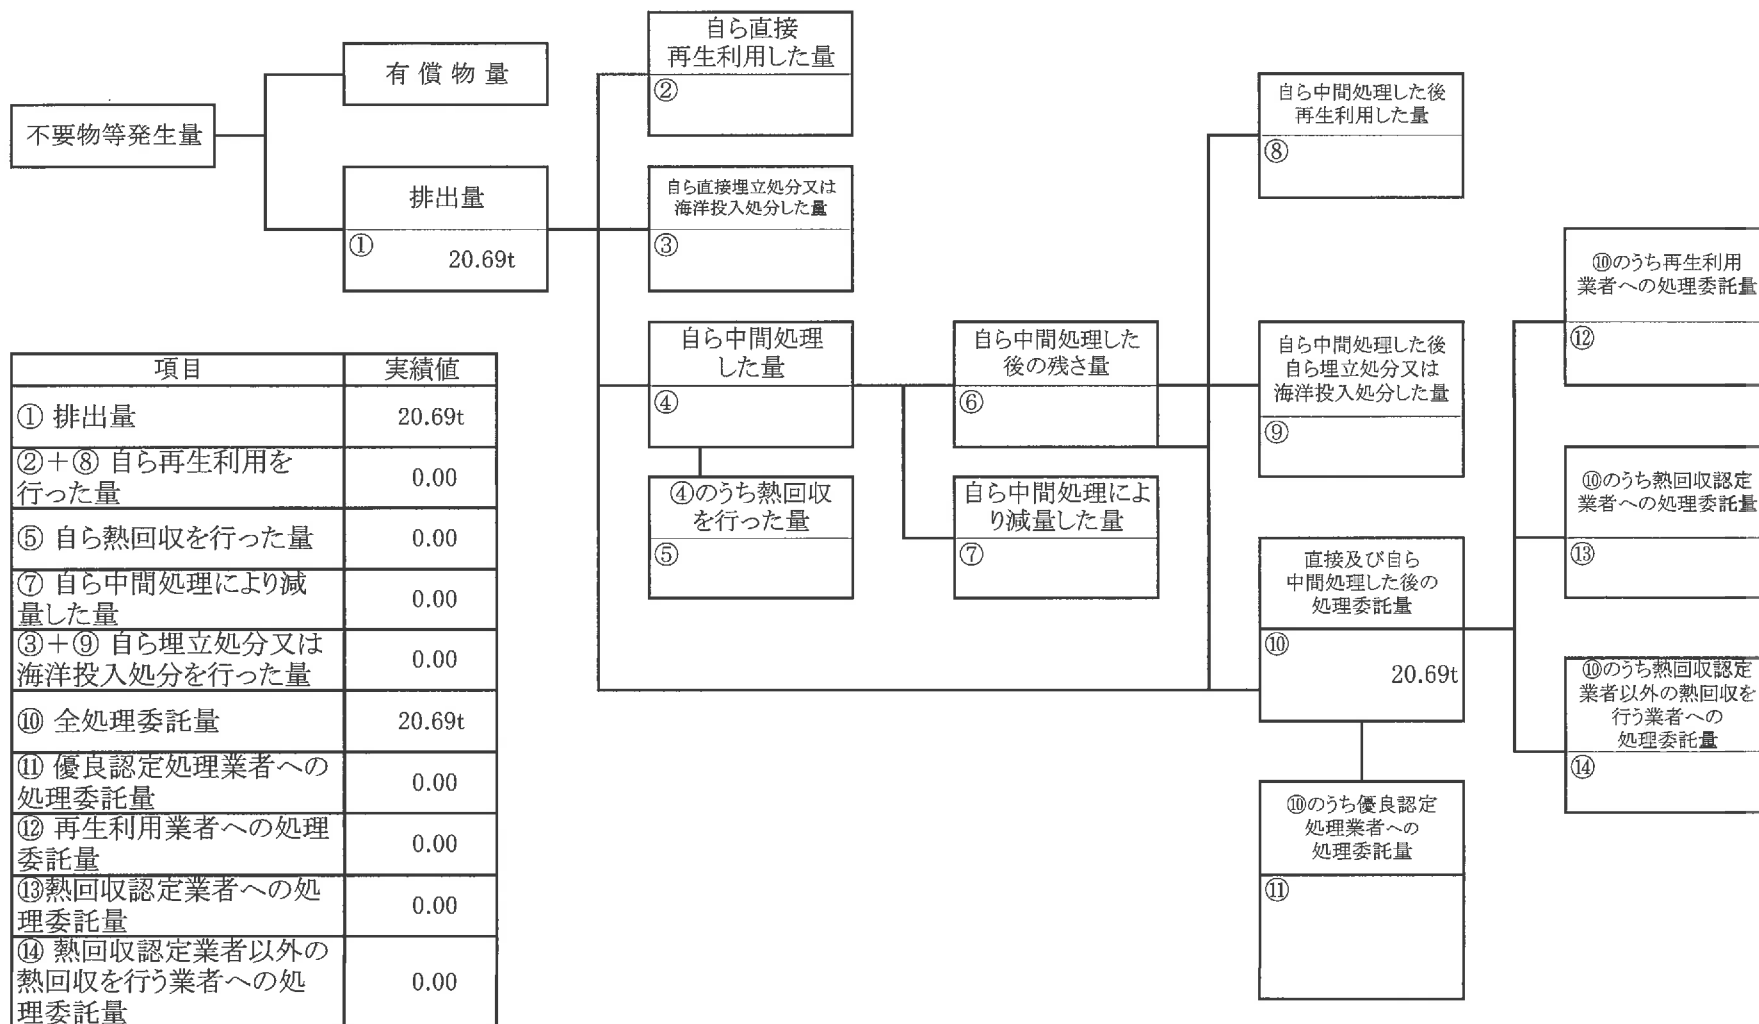 不要物等発生量
有償物量
排出量
①
20.69t
自ら直接
再生利用した量
②
自ら直接埋立処分又は
海洋投入処分した量
③
自ら中間処理
した量
④
④のうち熱回収
を行った量
⑤
自ら中間処理した
後の残さ量
⑥
自ら中間処理によ
り減量した量
⑦
自ら中間処理した後
再生利用した量
⑧
自ら中間処理した後
自ら埋立処分又は
海洋投入処分した量
⑨
直接及び自ら
中間処理した後の
処理委託量
⑩
20.69t
⑩のうち優良認定
処理業者への
処理委託量
⑪
⑩のうち再生利用
業者への処理委託量
⑫
⑩のうち熱回収認定
業者への処理委託量
⑬
⑩のうち熱回収認定
業者以外の熱回収を
行う業者への
処理委託量
⑭
項目 実績値
① 排出量 20.69t
②+⑧ 自ら再生利用を
行った量 0.00
⑤ 自ら熱回収を行った量 0.00
⑦ 自ら中間処理により減
量した量 0.00
③+⑨ 自ら埋立処分又は
海洋投入処分を行った量 0.00
⑩ 全処理委託量 20.69t
⑪ 優良認定処理業者への
処理委託量 0.00
⑫ 再生利用業者への処理
委託量 0.00
⑬熱回収認定業者への処
理委託量 0.00
⑭ 熱回収認定業者以外の
熱回収を行う業者への処
理委託量 0.00